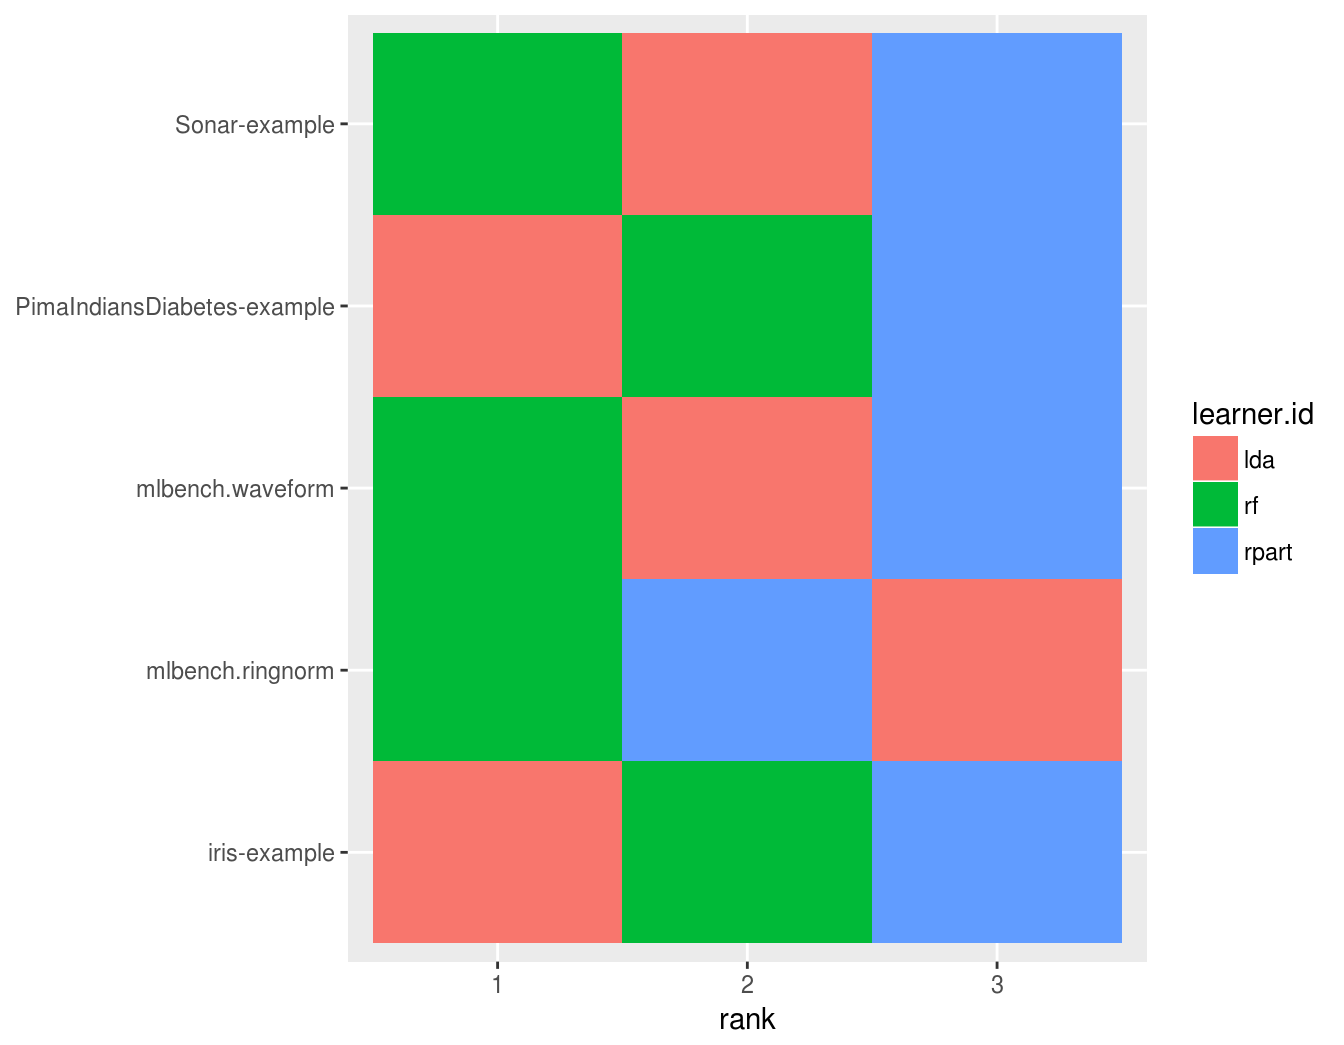 Sonar-example
PimaIndiansDiabetes-example
mlbench.waveform
mlbench.ringnorm
iris-example
1 2 3
rank
learner.id
lda
rf
rpart